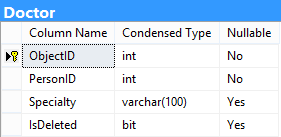 Doctor
Column Name Condensed Type Nullable
ObjectID int No
PersonID int No
Specialty varchar(100) Yes
IsDeleted bit Yes